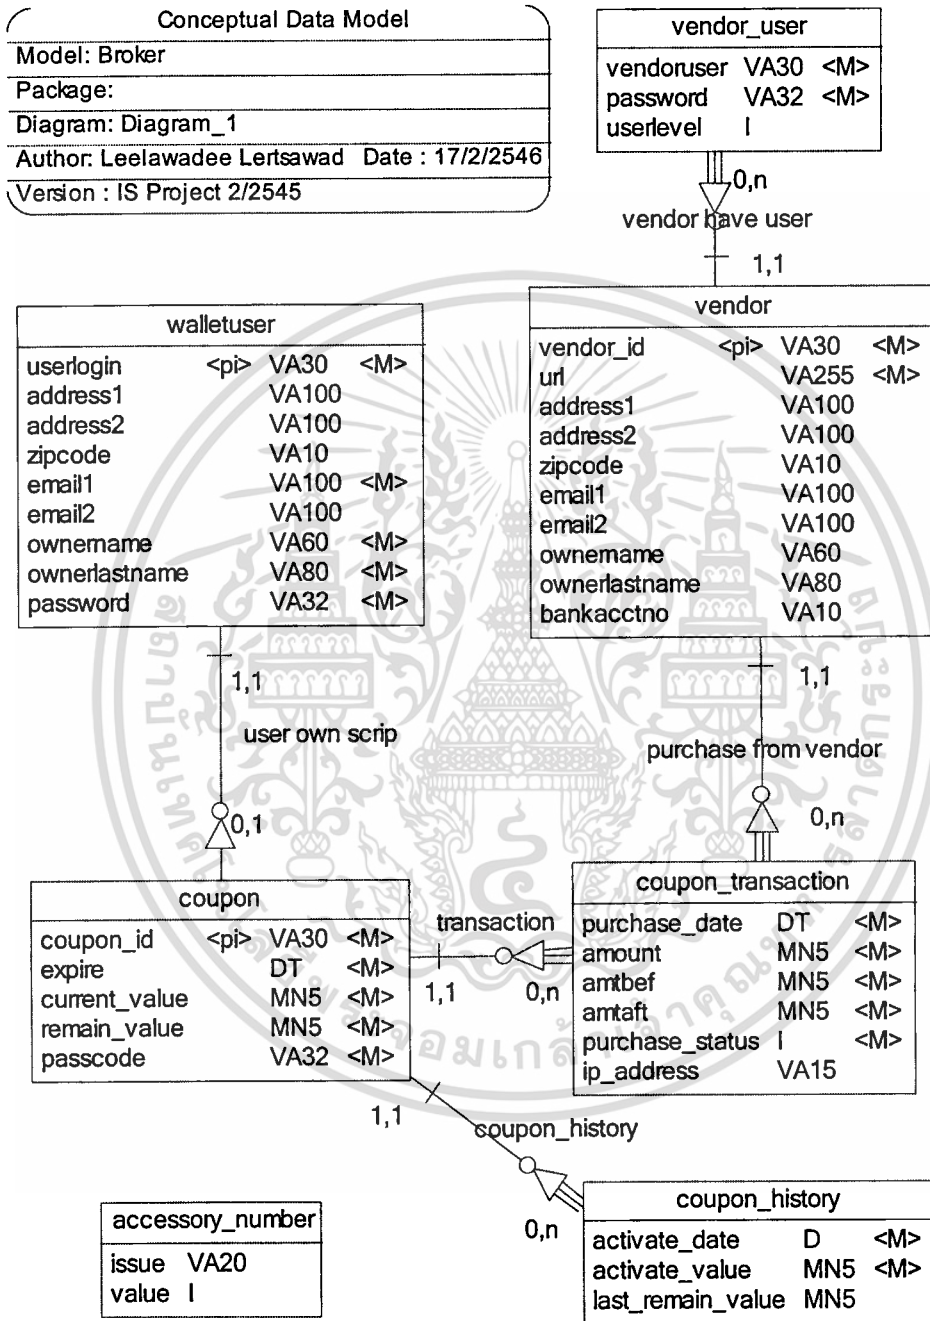 Conceptual Data Model
Model: Broker
Package:
Diagram: Diagram_1
Author: Leelawadee Lertsawad Date : 17/2/2546
Version : IS Project 2/2545
vendor_user
vendoruser VA30 <M>
password VA32 <M>
userlevel I
0,n
vendor have user
1,1
walletuser
userlogin <pi> VA30 <M>
address1 VA100
address2 VA100
zipcode VA10
email1 VA100 <M>
email2 VA100
ownername VA60 <M>
ownerlastname VA80 <M>
password VA32 <M>
vendor
vendor_id <pi> VA30 <M>
url VA255 <M>
address1 VA100
address2 VA100
zipcode VA10
email1 VA100
email2 VA100
ownername VA60
ownerlastname VA80
bankacctno VA10
1,1
user own scrip
0,1
1,1
purchase from vendor
0,n
coupon
coupon_id <pi> VA30 <M>
expire DT <M>
current_value MN5 <M>
remain_value MN5 <M>
passcode VA32 <M>
transaction
1,1 0,n
coupon_transaction
purchase_date DT <M>
amount MN5 <M>
amtbef MN5 <M>
amtaft MN5 <M>
purchase_status I <M>
ip_address VA15
1,1
coupon_history
0,n
accessory_number
issue VA20
value I
coupon_history
activate_date D <M>
activate_value MN5 <M>
last_remain_value MN5